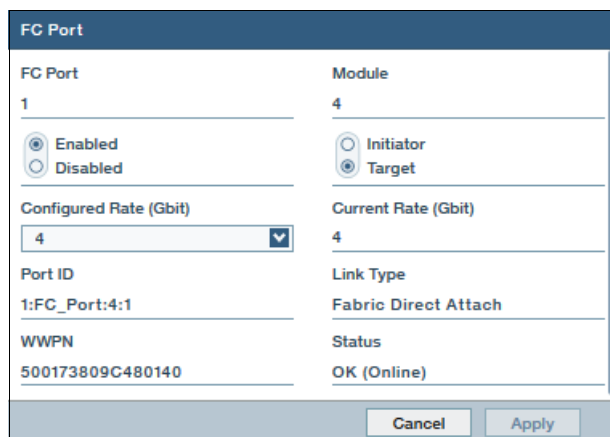 FC Port
FC Port
Module
1
4
Enabled
Disabled
Initiator
Target
Configured Rate (Gbit)
Current Rate (Gbit)
4
4
Port ID
Link Type
1:FC_Port:4:1
Fabric Direct Attach
WWPN
Status
500173809C480140
OK (Online)
Cancel
Apply